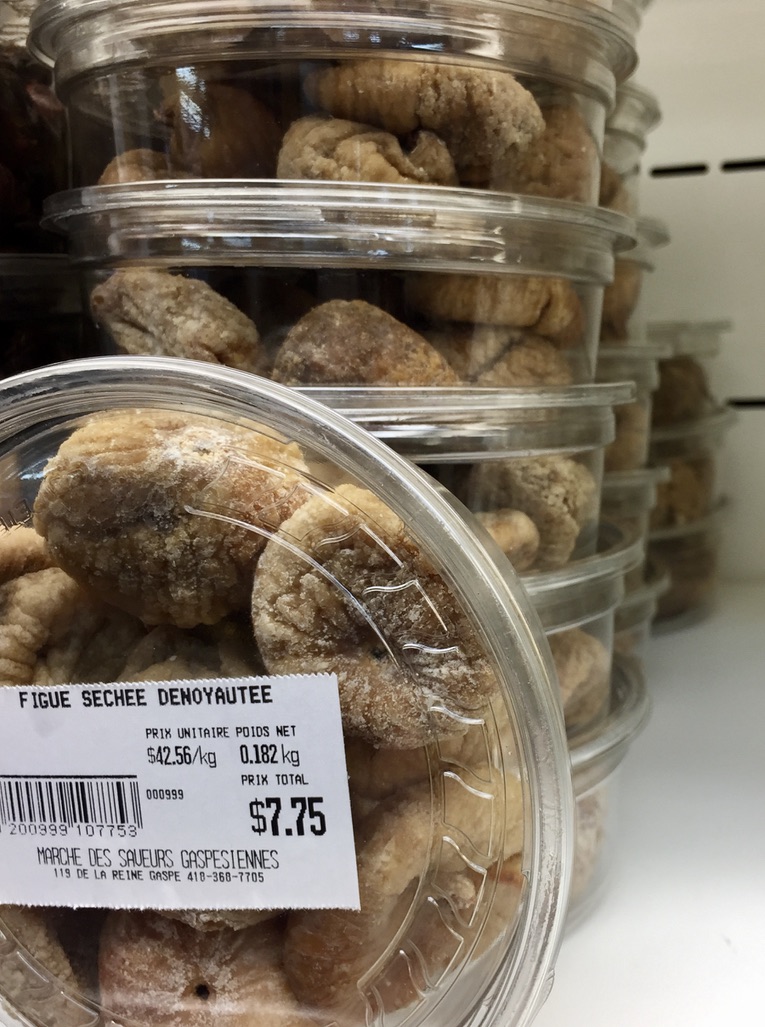 FIGUE SECHEE DENOYAUTEE
PRIX UNITAIRE POIDS NET
$42.56/kg 0.182 kg
PRIX TOTAL
000999
$7.75
200999 107753
MARCHE DES SAVEURS GASPESIENNES
119 DE LA REINE GASPE 418-360-7705